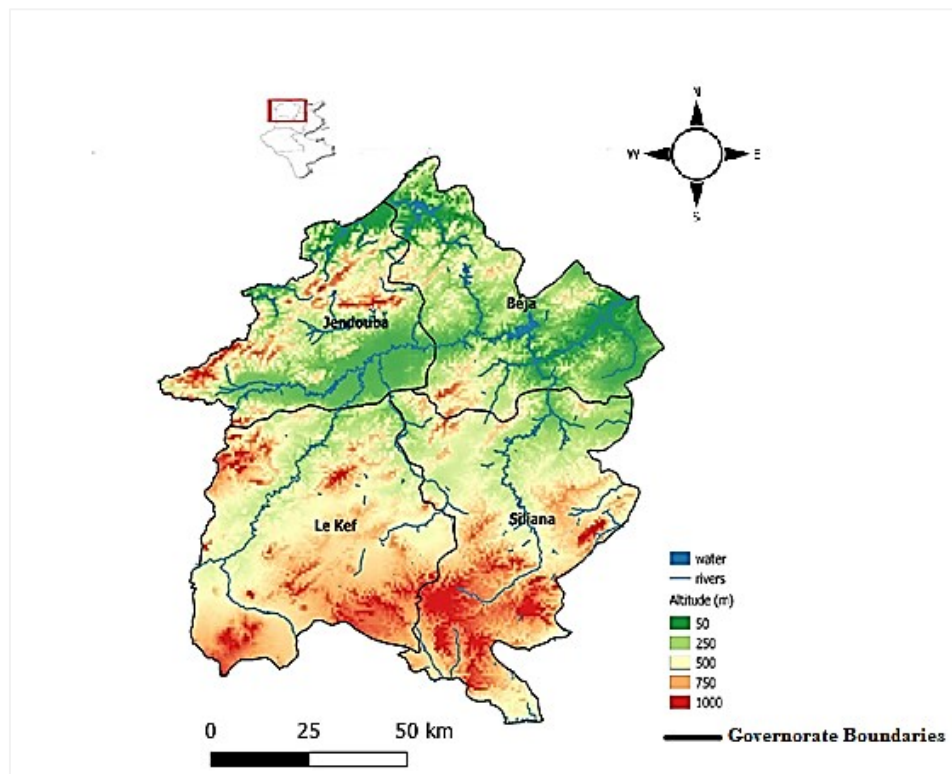 N
W E
S
Béja
Jendouba
Le Kef
Siliana
water
rivers
Altitude (m)
50
250
500
750
1000
0 25 50 km
Governorate Boundaries